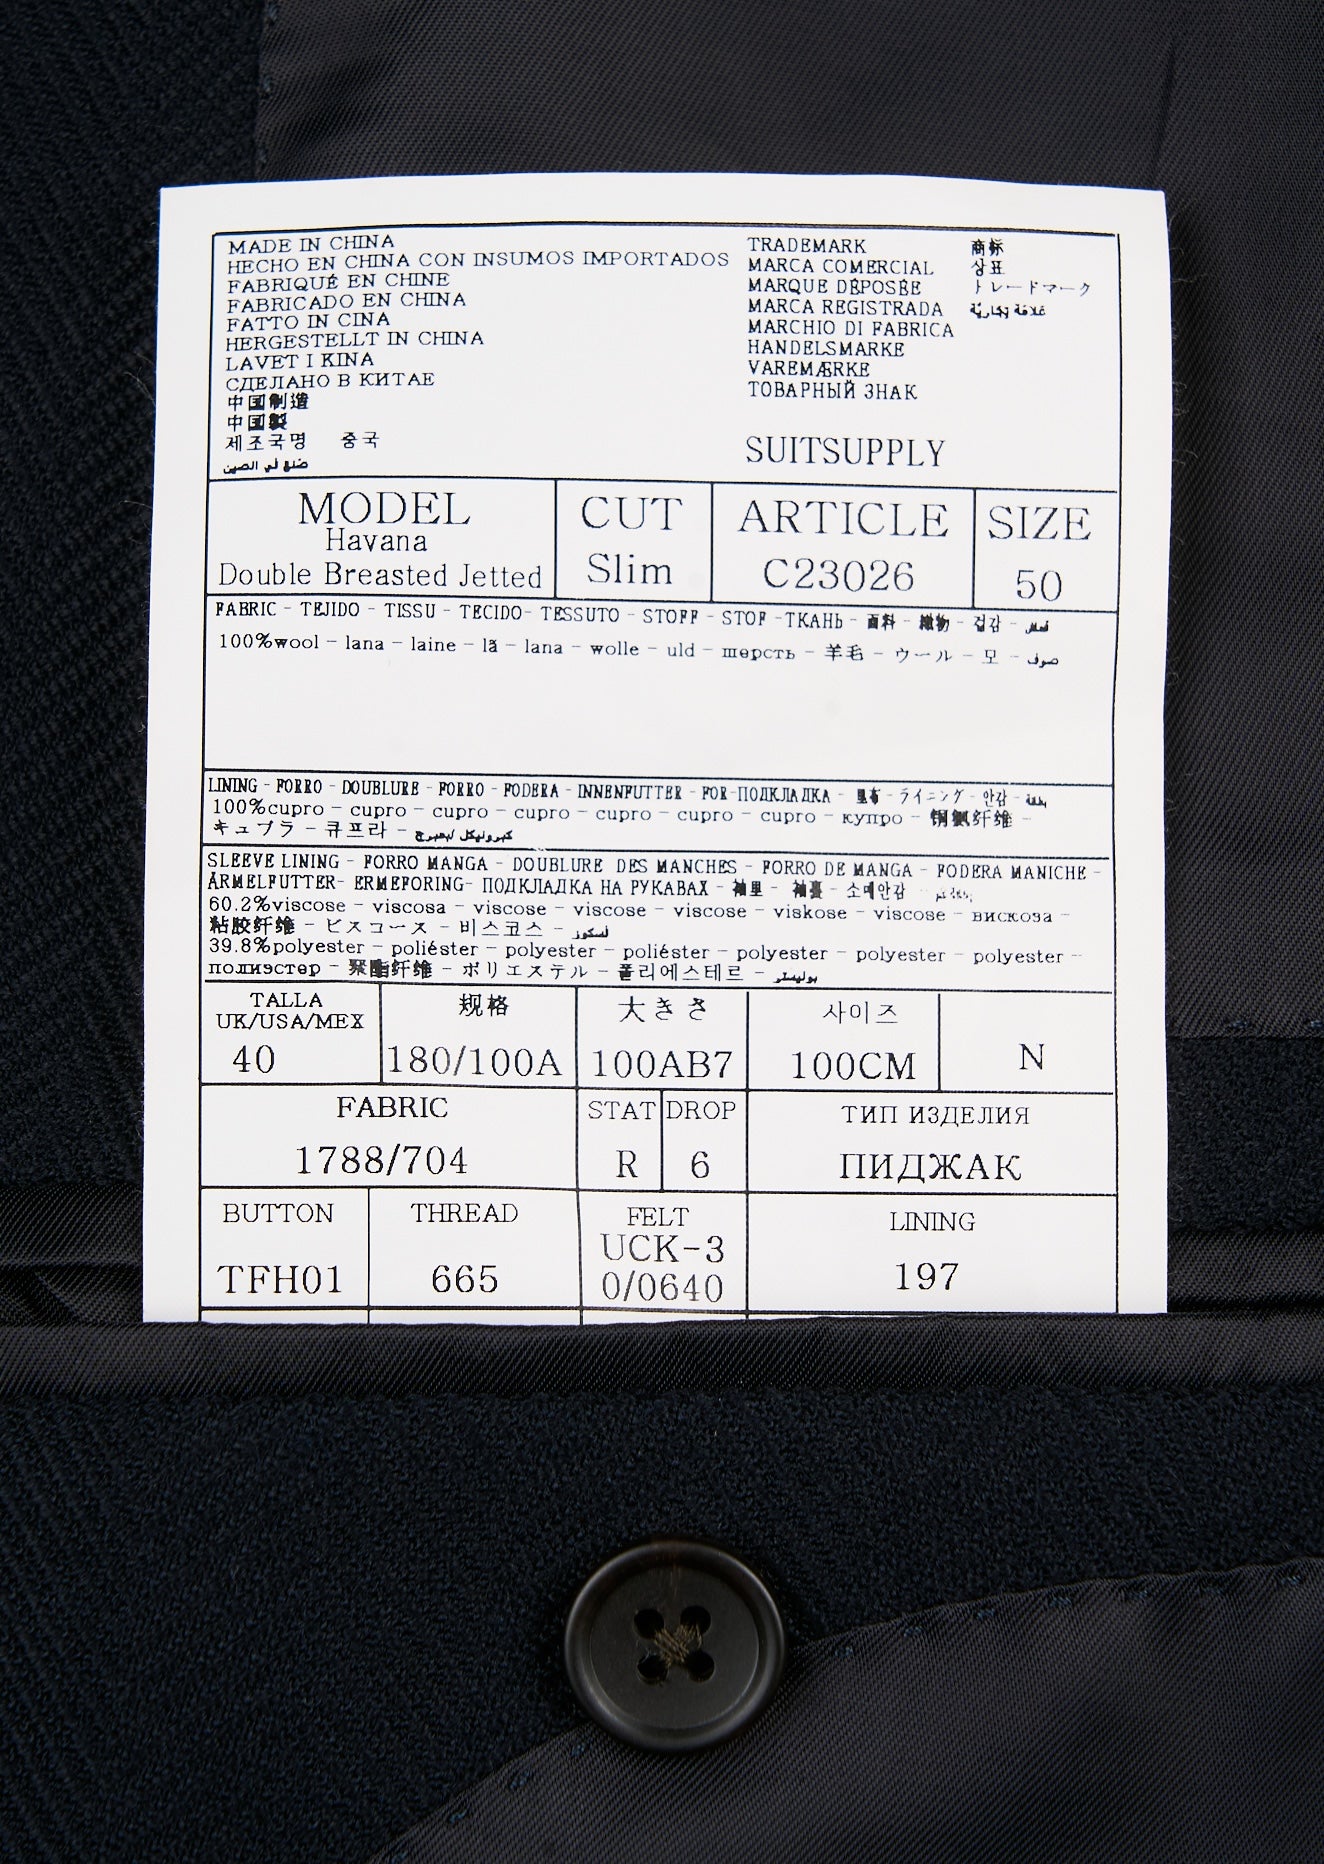 MADE IN CHINA
HECHO EN CHINA CON INSUMOS IMPORTADOS
FABRIQUÉ EN CHINE
FABRICADO EN CHINA
FATTO IN CINA
HERGESTELLT IN CHINA
LAVET I KINA
СДЕЛАНО В КИТАЕ
中国制造
中国製
제조국명 중국
صنع في الصين
TRADEMARK 商标
MARCA COMERCIAL 상표
MARQUE DÉPOSÉE トレードマーク
MARCA REGISTRADA علامة تجارية
MARCHIO DI FABRICA
HANDELSMARKE
VAREMÆRKE
ТОВАРНЫЙ ЗНАК
SUITSUPPLY
MODEL
Havana
Double Breasted Jetted
CUT
Slim
ARTICLE
C23026
SIZE
50
FABRIC - TEJIDO - TISSU - TECIDO- TESSUTO - STOFF - STOF -ТКАНЬ - 面料 - 織物 - 겉감 -
100%wool - lana - laine - lã - lana - wolle - uld - шерсть - 羊毛 - ウール - 모 - صوف
LINING - FORRO - DOUBLURE - FORRO - FODERA - INNENFUTTER - FOR-ПОДКЛАДКА - 里布 - ライニング - 안감 -
100%cupro - cupro - cupro - cupro - cupro - cupro - cupro - купро - 铜氨纤维 -
キュプラ - 큐프라 -
SLEEVE LINING - FORRO MANGA - DOUBLURE DES MANCHES - FORRO DE MANGA - FODERA MANICHE -
ÄRMELFUTTER- ERMEFORING- ПОДКЛАДКА НА РУКАВАХ - 袖里 - 袖裏 - 소매안감
60.2%viscose - viscosa - viscose - viscose - viscose - viskose - viscose - вискоза -
粘胶纤维 - ビスコース - 비스코스 - فسكوز
39.8%polyester - poliéster - polyester - poliéster - polyester - polyester - polyester -
полиэстер - 聚酯纤维 - ポリエステル - 폴리에스테르 - بوليستر
TALLA
UK/USA/MEX
40
规格
180/100A
大きさ
100AB7
사이즈
100CM
N
FABRIC
1788/704
STAT
R
DROP
6
ТИП ИЗДЕЛИЯ
ПИДЖАК
BUTTON
TFH01
THREAD
665
FELT
UCK-3
0/0640
LINING
197